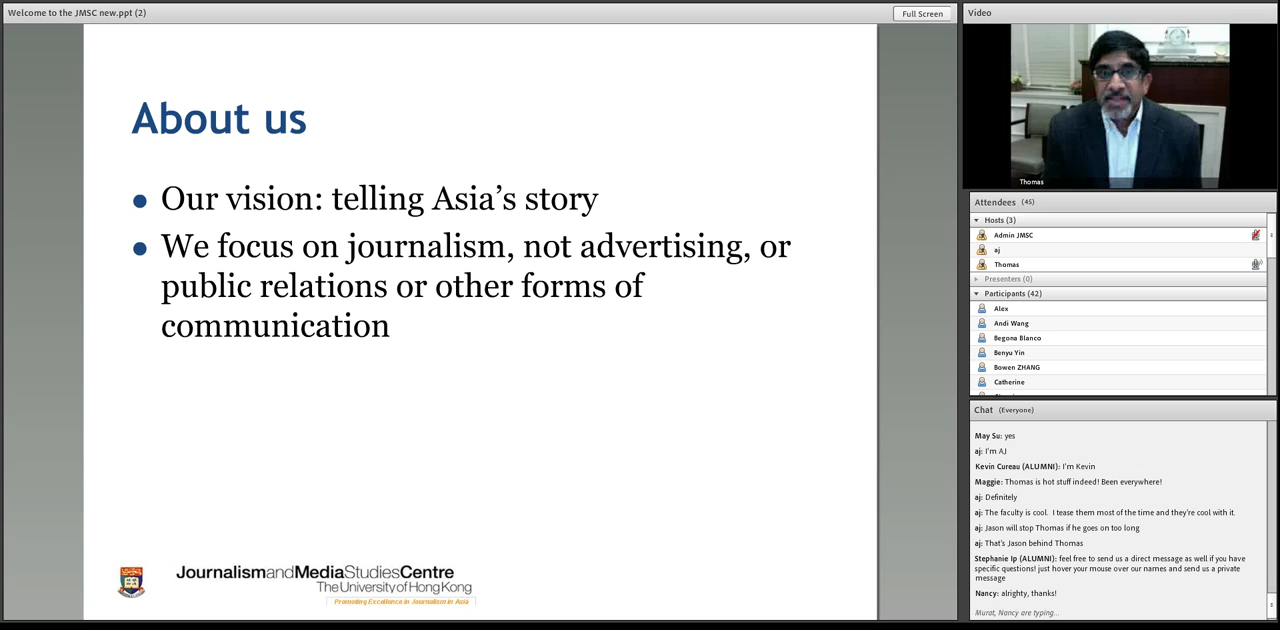 Welcome to the JMSC new.ppt (2)
Full Screen
About us
Our vision: telling Asia’s story
We focus on journalism, not advertising, or
public relations or other forms of
communication
JournalismandMediaStudiesCentre
The University of Hong Kong
Promoting Excellence in Journalism in Asia
Video
Thomas
Attendees (45)
Hosts (3)
Admin JMSC
aj
Thomas
Presenters (0)
Participants (42)
Alex
Andi Wang
Begona Blanco
Benyu Yin
Bowen ZHANG
Catherine
Chat (Everyone)
May Su: yes
aj: I'm AJ
Kevin Cureau (ALUMNI): I'm Kevin
Maggie: Thomas is hot stuff indeed! Been everywhere!
aj: Definitely
aj: The faculty is cool. I tease them most of the time and they're cool with it.
aj: Jason will stop Thomas if he goes on too long
aj: That's Jason behind Thomas
Stephanie Ip (ALUMNI): feel free to send us a direct message as well if you have
specific questions! just hover your mouse over our names and send us a private
message
Nancy: alrighty, thanks!
Murat, Nancy are typing...